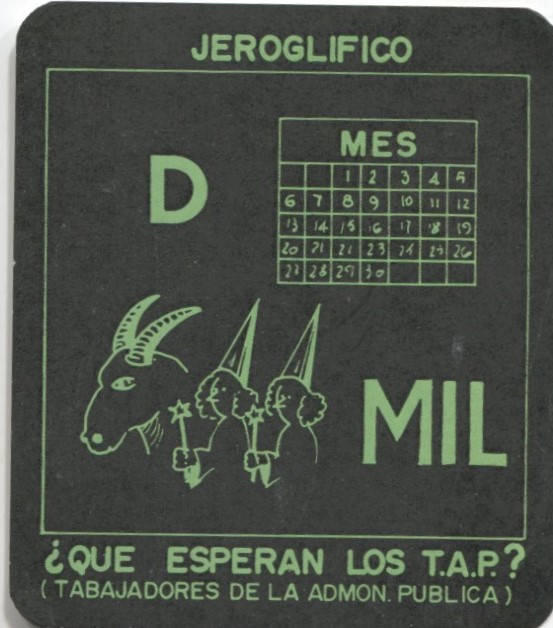 JEROGLIFICO
D
MES
1 2 3 4 5
6 7 8 9 10 11 12
13 14 15 16 17 18 19
20 21 21 23 24 25 26
27 28 29 30
MIL
¿QUE ESPERAN LOS T.A.P.?
(TABAJADORES DE LA ADMON. PUBLICA)